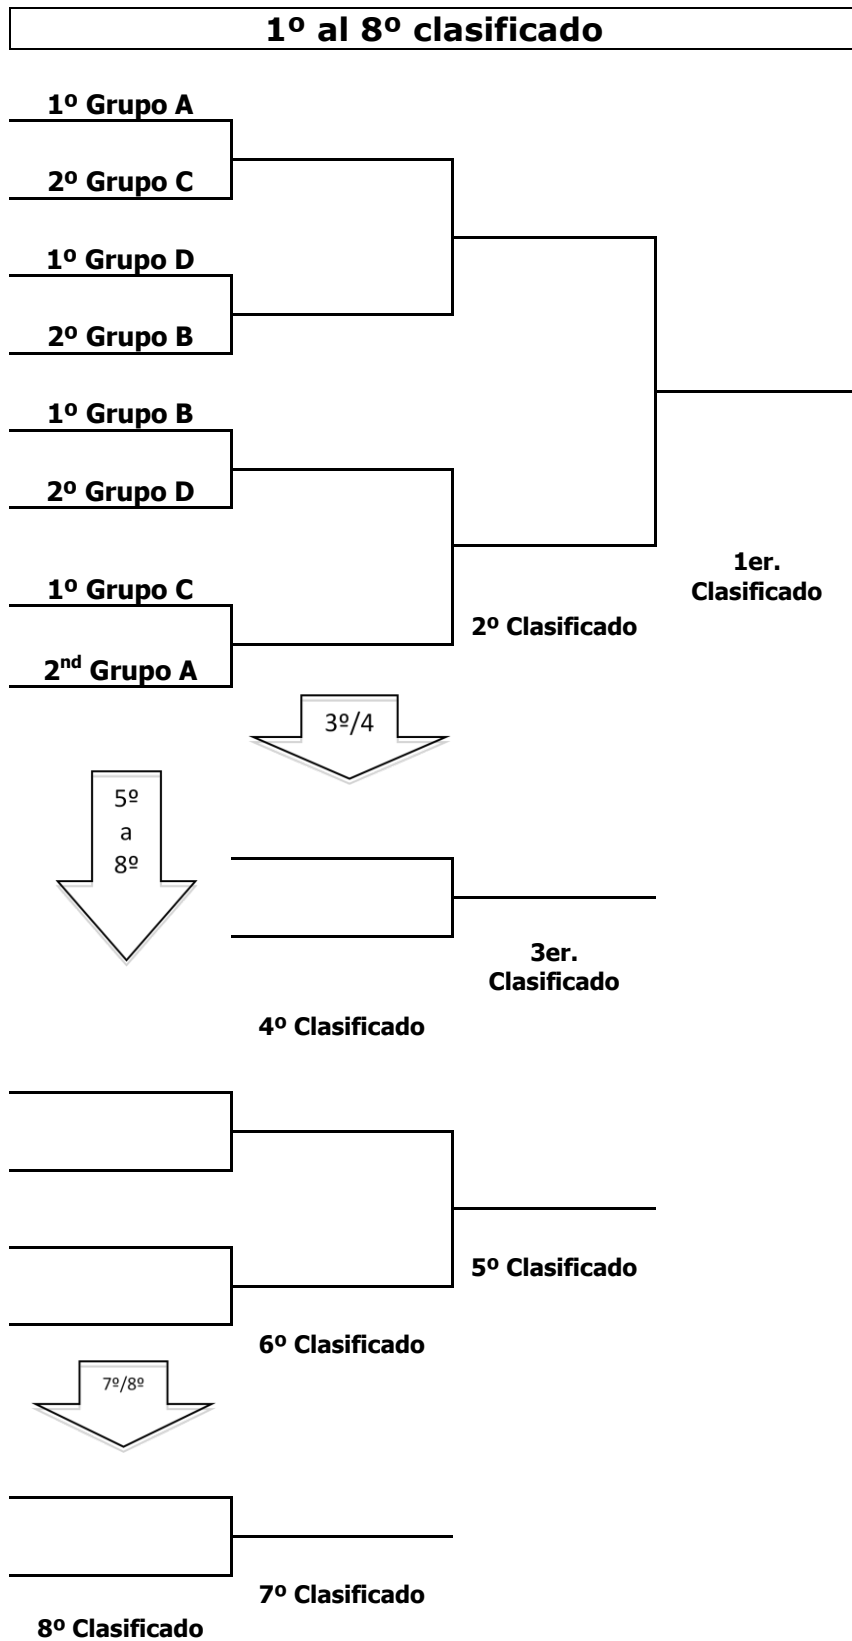 1º al 8º clasificado
1º Grupo A
2º Grupo C
1º Grupo D
2º Grupo B
1º Grupo B
2º Grupo D
1º Grupo C
2nd Grupo A
1er.
Clasificado
2º Clasificado
3º/4
5º
a
8º
3er.
Clasificado
4º Clasificado
5º Clasificado
6º Clasificado
7º/8º
7º Clasificado
8º Clasificado